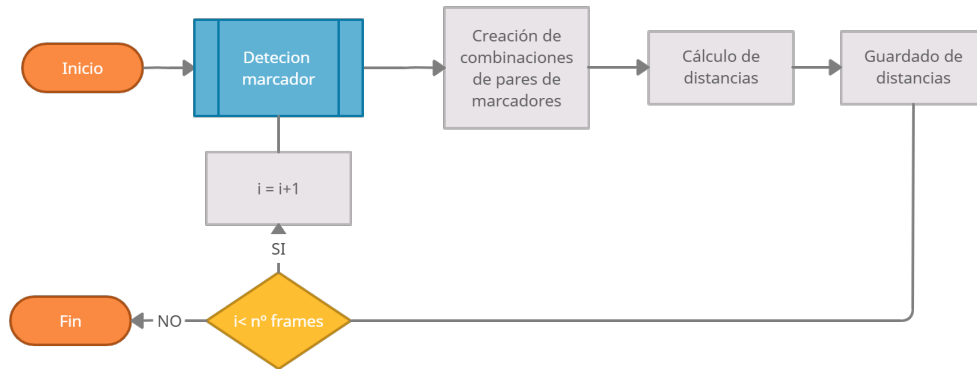 Inicio
Detecion
marcador
Creación de
combinaciones
de pares de
marcadores
Cálculo de
distancias
Guardado de
distancias
i = i+1
SI
i< nº frames
NO
Fin